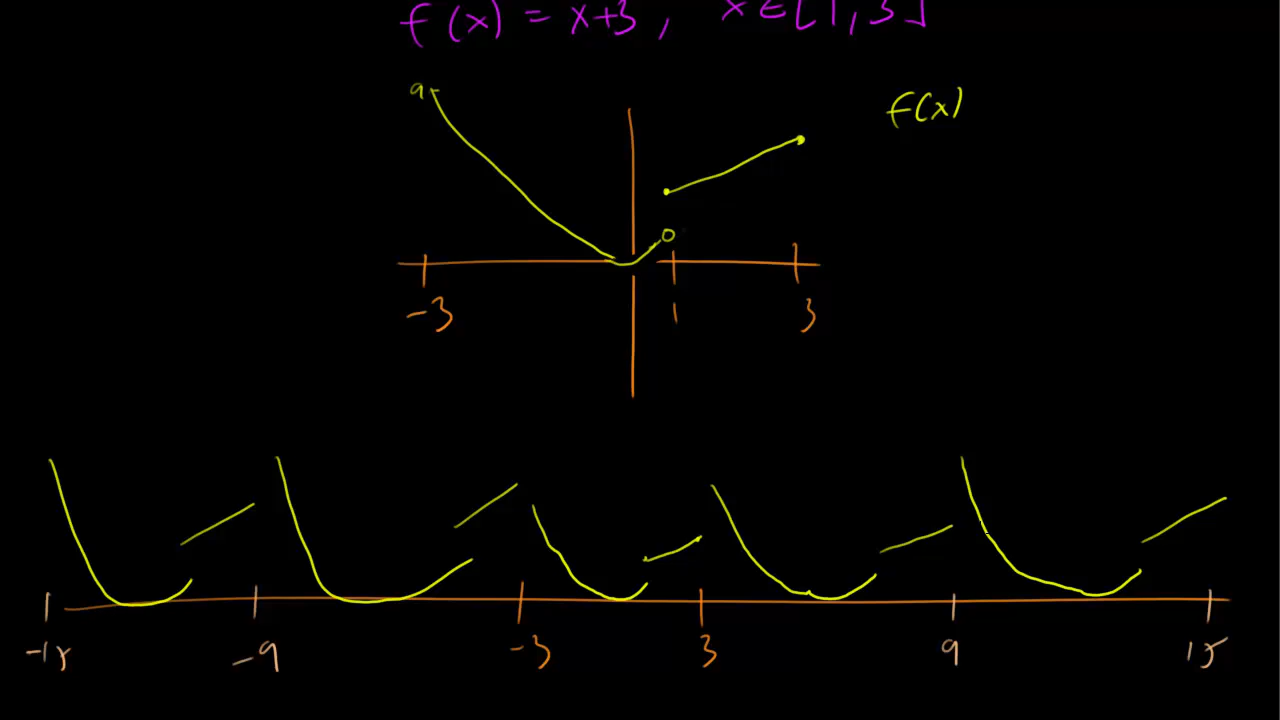 f(x) = x+3, x∈[1,3]
9
f(x)
-3 1 3
-15 -9 -3 3 9 15